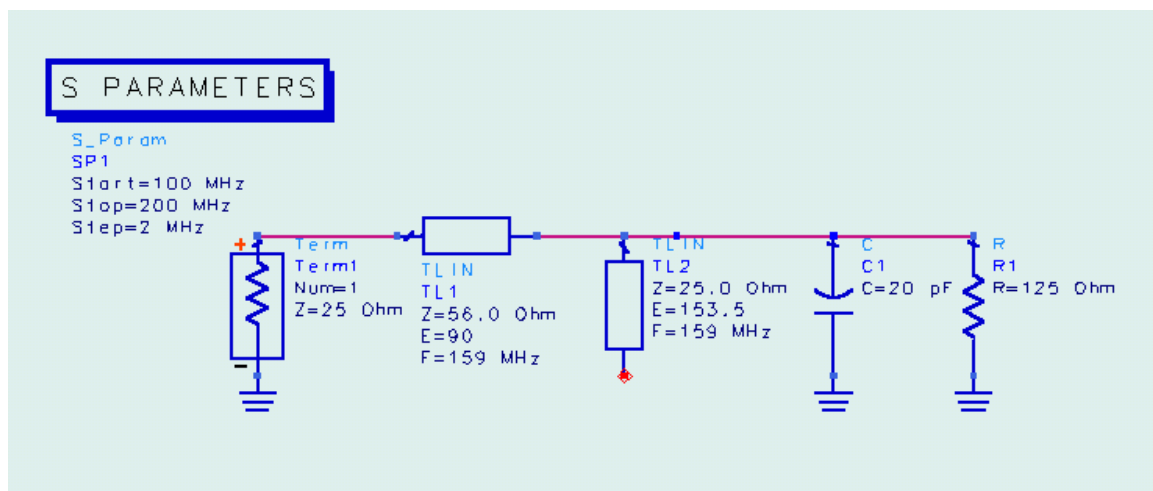 S PARAMETERS
S_Param
SP1
Start=100 MHz
Stop=200 MHz
Step=2 MHz
+
-
Term
Term1
Num=1
Z=25 Ohm
TLIN
TL1
Z=56.0 Ohm
E=90
F=159 MHz
TLIN
TL2
Z=25.0 Ohm
E=153.5
F=159 MHz
C
C1
C=20 pF
R
R1
R=125 Ohm